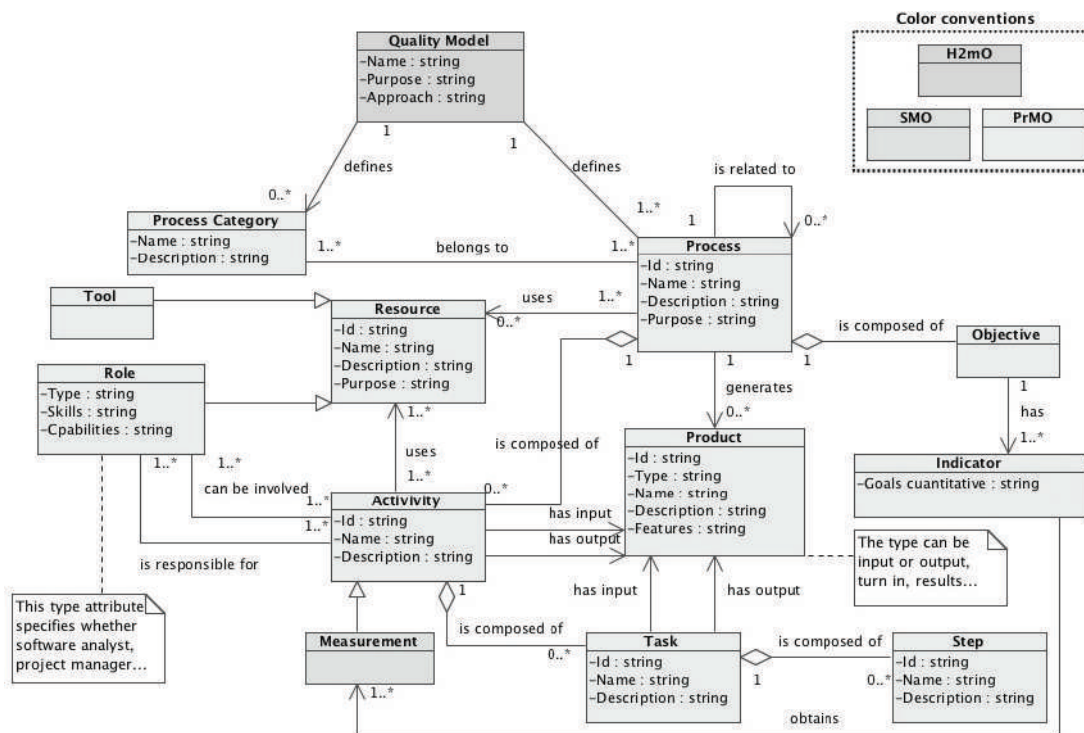 Color conventions
H2mO
SMO
PrMO
Quality Model
–Name : string
–Purpose : string
–Approach : string
1
1
defines
defines
is related to
0..*
1..*
1
0..*
Process Category
–Name : string
–Description : string
1..*
belongs to
1..*
Process
–Id : string
–Name : string
–Description : string
–Purpose : string
Tool
Resource
–Id : string
–Name : string
–Description : string
–Purpose : string
uses
1..*
0..*
is composed of
1
1
1
Objective
Role
–Type : string
–Skills : string
–Cpabilities : string
generates
0..*
1
has
1..*
1..*
uses
1..*
is composed of
Product
–Id : string
–Type : string
–Name : string
–Description : string
–Features : string
Indicator
–Goals cuantitative : string
1..*
1..*
can be involved
1..*
1..*
is responsible for
0..*
Activivity
–Id : string
–Name : string
–Description : string
has input
has output
The type can be
input or output,
turn in, results...
This type attribute
specifies whether
software analyst,
project manager...
1
is composed of
0..*
has input
has output
Measurement
1..*
Task
–Id : string
–Name : string
–Description : string
is composed of
1
0..*
Step
–Id : string
–Name : string
–Description : string
obtains